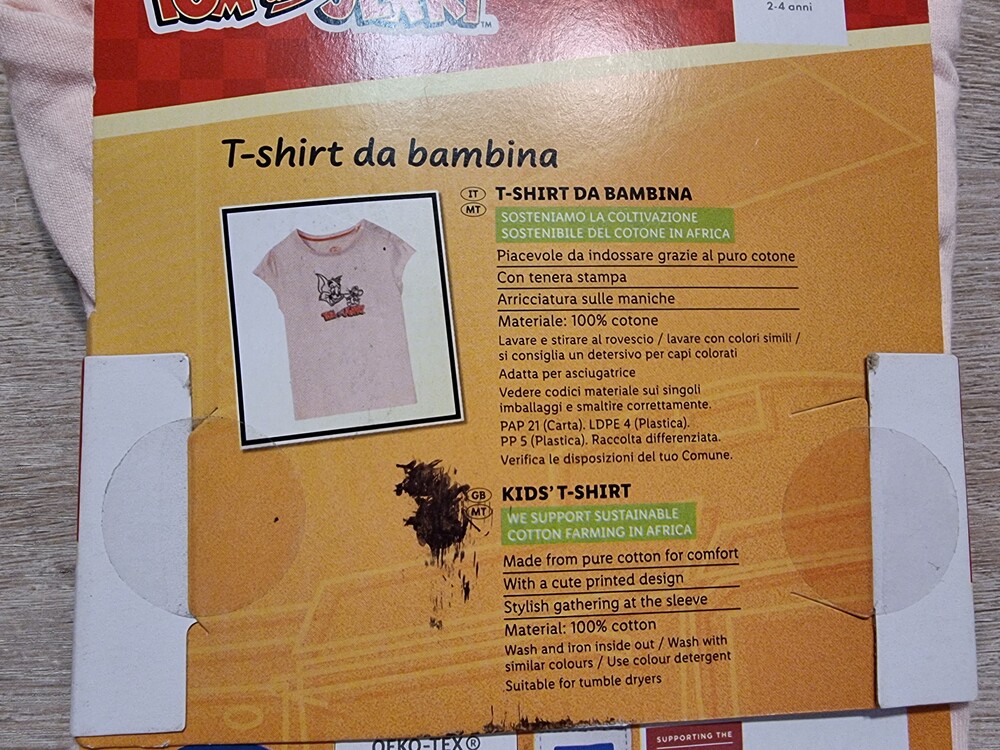 TOM AND JERRY™
2-4 anni
T-shirt da bambina
IT T-SHIRT DA BAMBINA
MT
SOSTENIAMO LA COLTIVAZIONE
SOSTENIBILE DEL COTONE IN AFRICA
Piacevole da indossare grazie al puro cotone
Con tenera stampa
Arricciatura sulle maniche
Materiale: 100% cotone
Lavare e stirare al rovescio / lavare con colori simili /
si consiglia un detersivo per capi colorati
Adatta per asciugatrice
Vedere codici materiale sui singoli
imballaggi e smaltire correttamente.
PAP 21 (Carta). LDPE 4 (Plastica).
PP 5 (Plastica). Raccolta differenziata.
Verifica le disposizioni del tuo Comune.
GB KIDS' T-SHIRT
MT
WE SUPPORT SUSTAINABLE
COTTON FARMING IN AFRICA
Made from pure cotton for comfort
With a cute printed design
Stylish gathering at the sleeve
Material: 100% cotton
Wash and iron inside out / Wash with
similar colours / Use colour detergent
Suitable for tumble dryers
OEKO-TEX®
SUPPORTING THE